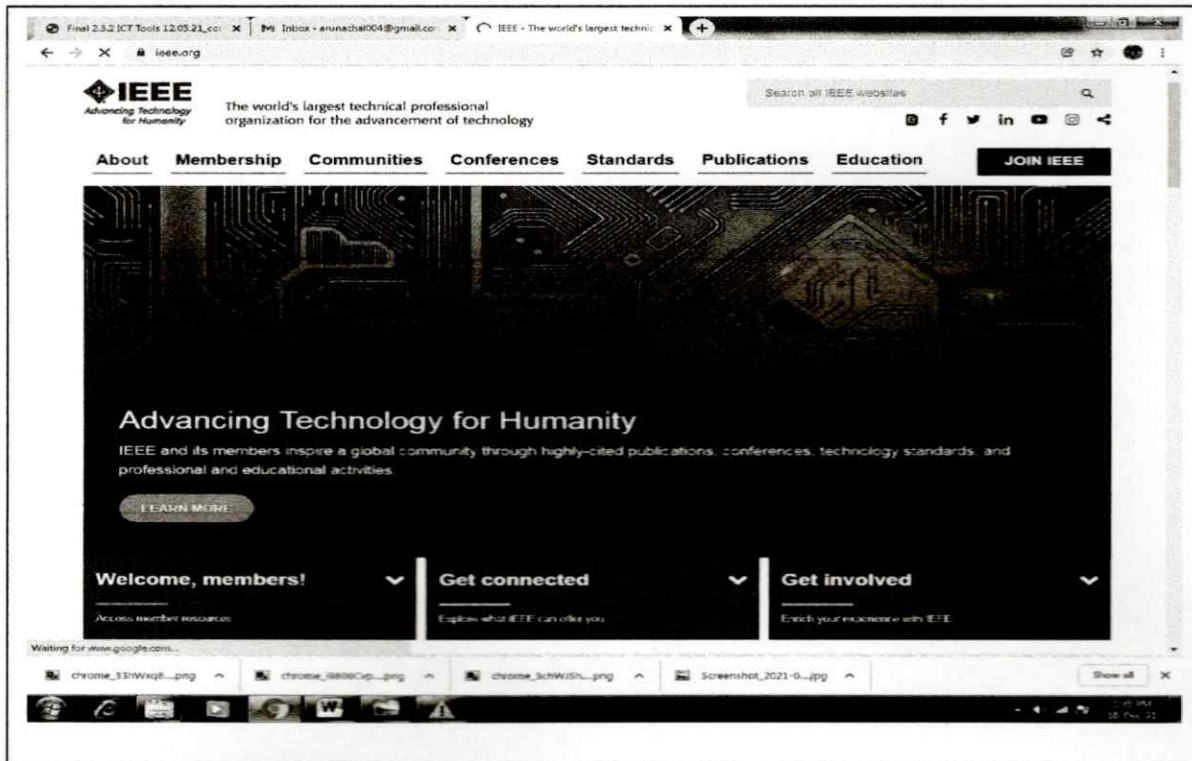 Final 2.3.2 ICT Tools 12.05.21_co
Inbox - arunachal004@gmail.co
IEEE - The world's largest technic
ieee.org
IEEE
Advancing Technology
for Humanity
The world's largest technical professional
organization for the advancement of technology
Search all IEEE websites
About Membership Communities Conferences Standards Publications Education JOIN IEEE
Advancing Technology for Humanity
IEEE and its members inspire a global community through highly-cited publications, conferences, technology standards, and
professional and educational activities.
LEARN MORE
Welcome, members! Get connected Get involved
Access member resources Explore what IEEE can offer you Enrich your experience with IEEE
Waiting for www.google.com...
Screenshot_2021-0...jpg Show all